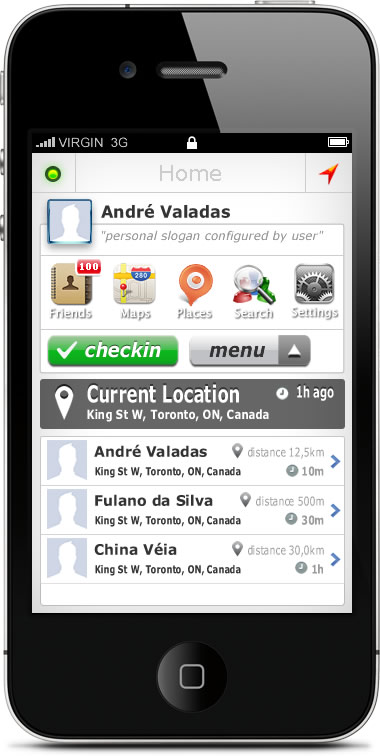 VIRGIN 3G
Home
André Valadas
"personal slogan configured by user"
100
280
Friends Maps Places Search Settings
checkin menu
Current Location 1h ago
King St W, Toronto, ON, Canada
André Valadas distance 12,5km
King St W, Toronto, ON, Canada 10m
Fulano da Silva distance 500m
King St W, Toronto, ON, Canada 30m
China Véia distance 30,0km
King St W, Toronto, ON, Canada 1h